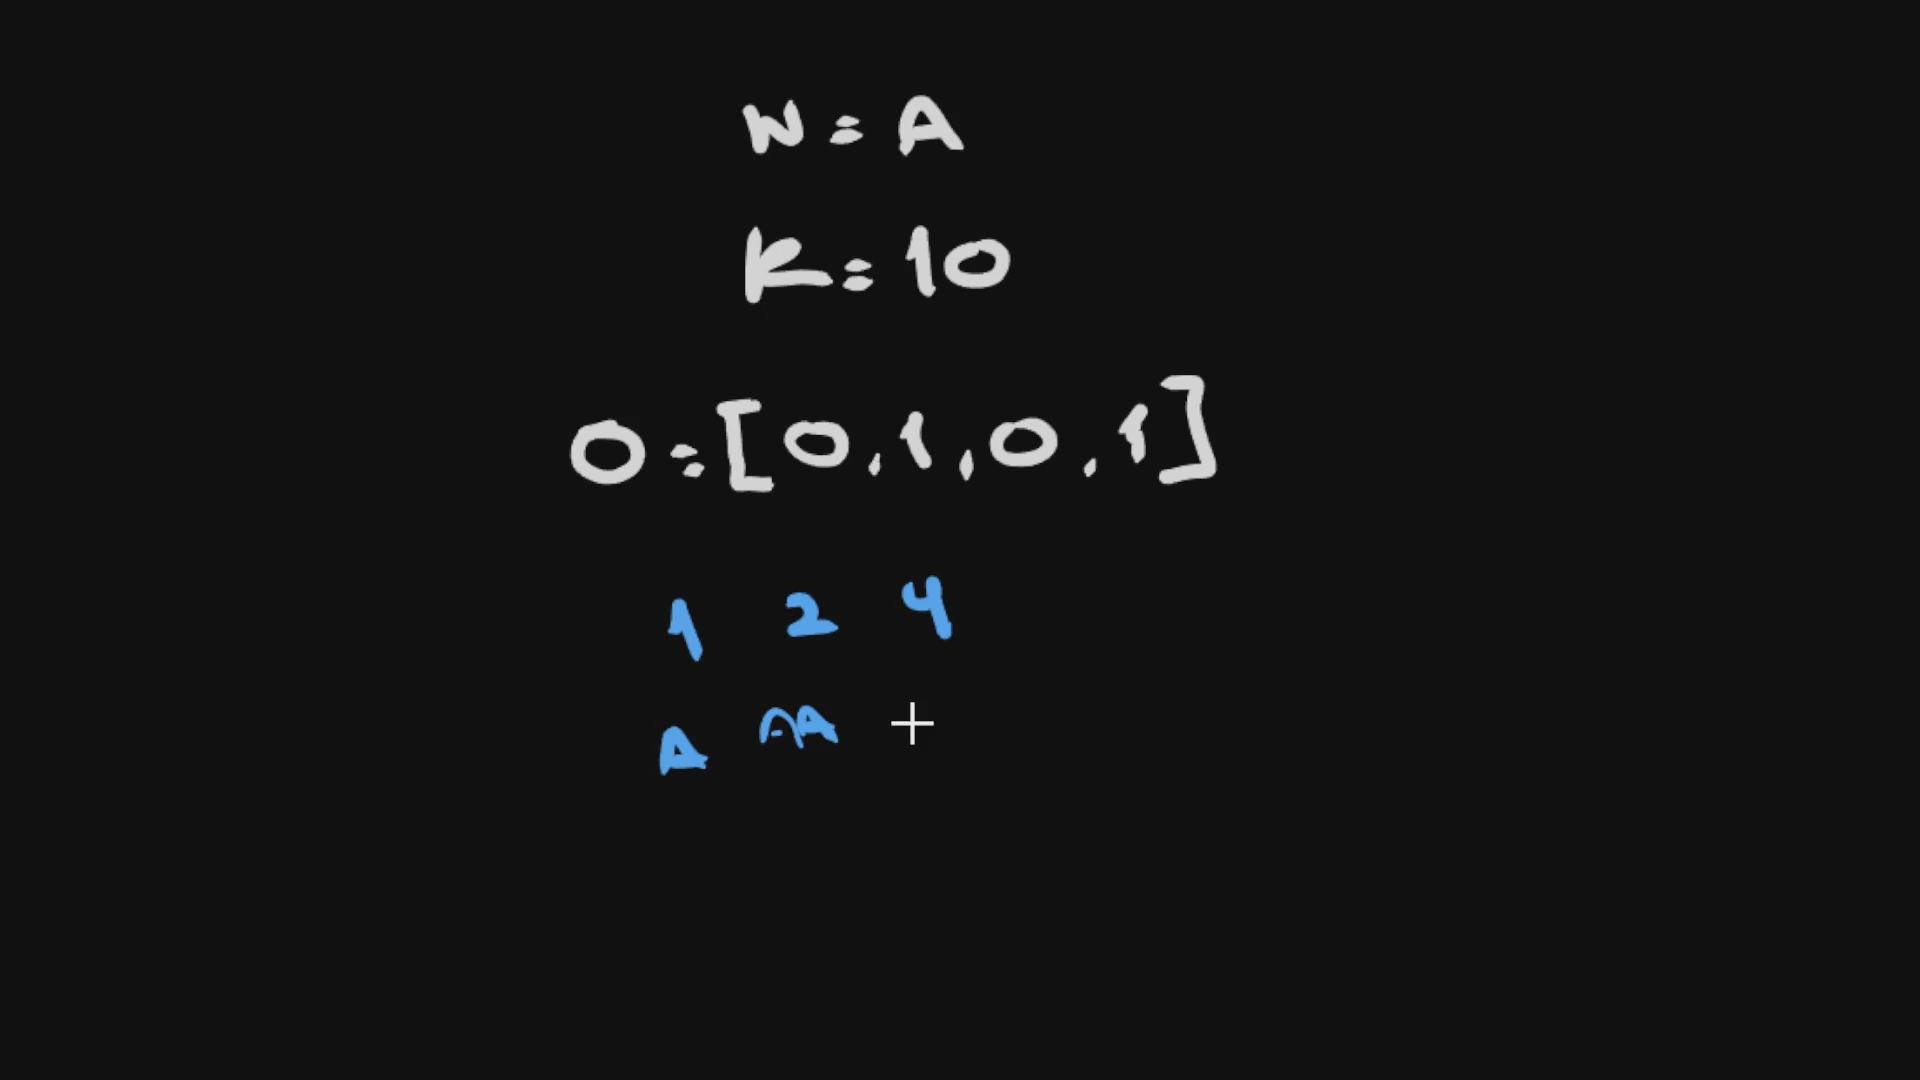 W = A
K = 10
O = [0, 1, 0, 1]
1 2 4
A AA